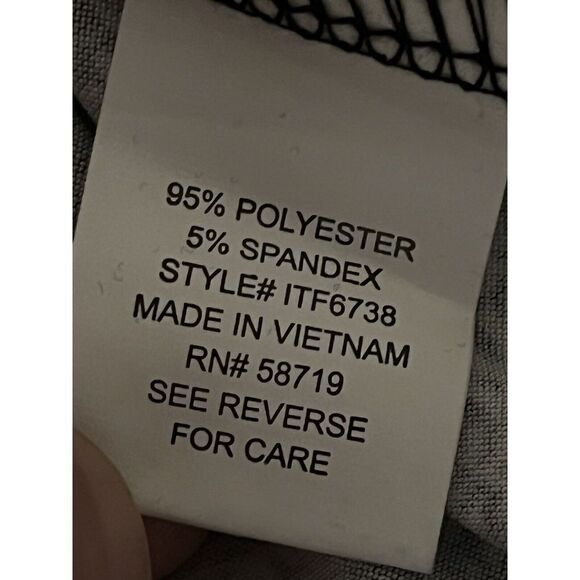 95% POLYESTER
5% SPANDEX
STYLE# ITF6738
MADE IN VIETNAM
RN# 58719
SEE REVERSE
FOR CARE